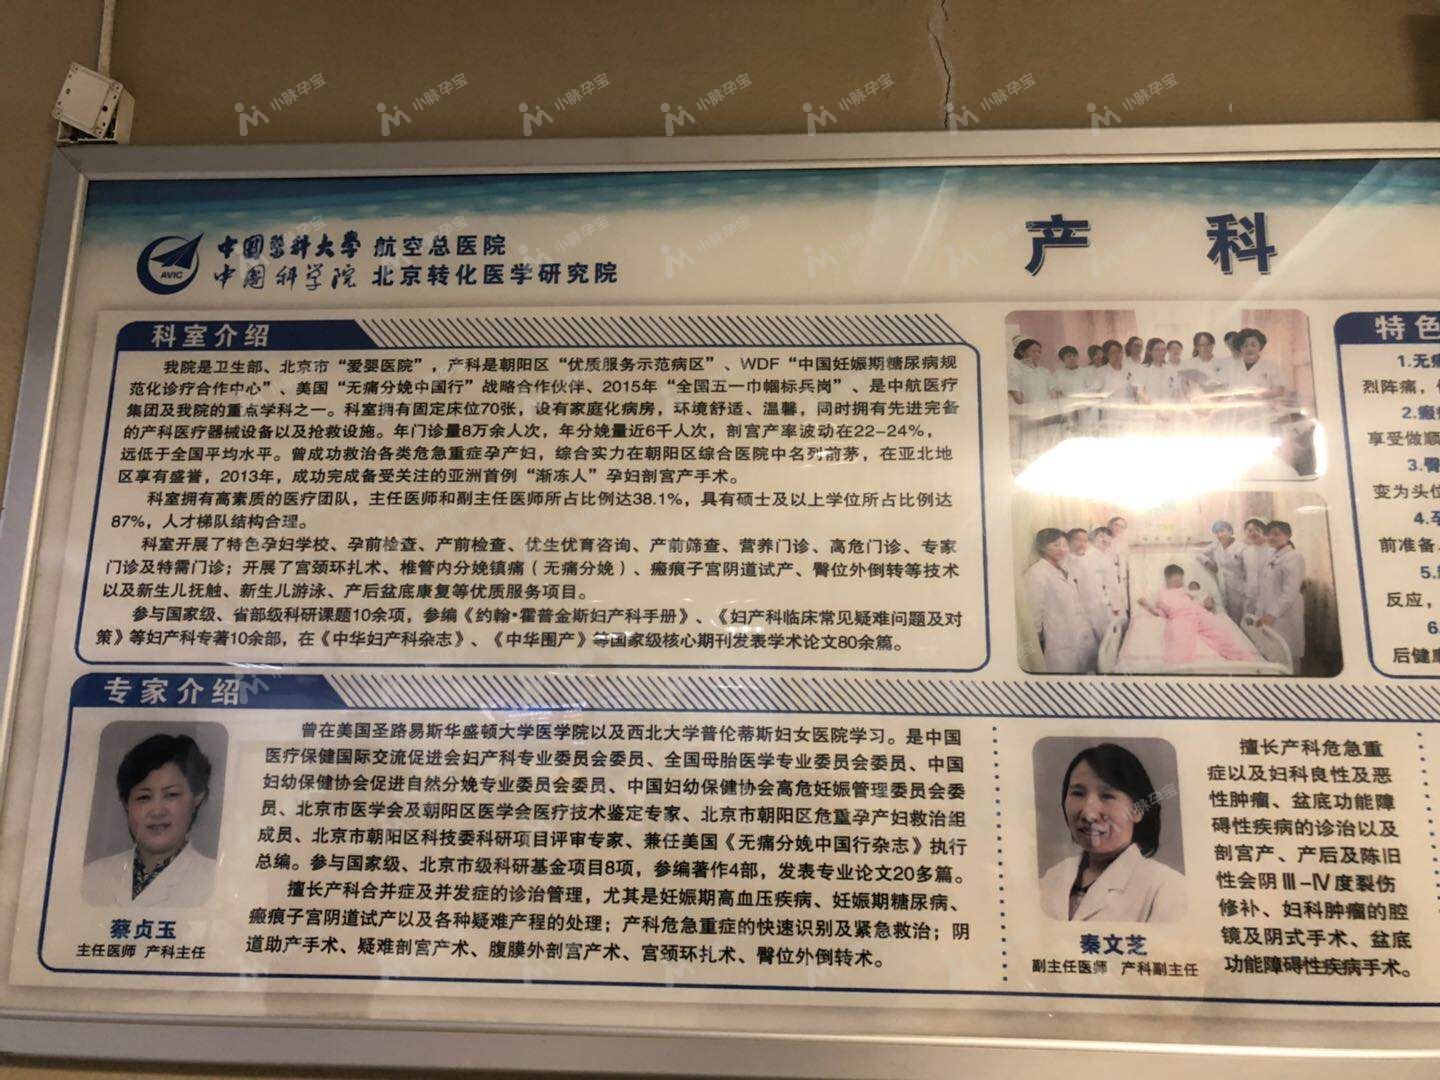 中国医科大学 航空总医院
中国科学院 北京转化医学研究院
AVIC
产科
科室介绍
我院是卫生部、北京市“爱婴医院”，产科是朝阳区“优质服务示范病区”、WDF“中国妊娠期糖尿病规
范化诊疗合作中心”、美国“无痛分娩中国行”战略合作伙伴、2015年“全国五一巾帼标兵岗”、是中航医疗
集团及我院的重点学科之一。科室拥有固定床位70张，设有家庭化病房，环境舒适、温馨，同时拥有先进完备
的产科医疗器械设备以及抢救设施。年门诊量8万余人次，年分娩量近6千人次，剖宫产率波动在22-24%，
远低于全国平均水平。曾成功救治各类危急重症孕产妇，综合实力在朝阳区综合医院中名列前茅，在亚北地
区享有盛誉，2013年，成功完成备受关注的亚洲首例“渐冻人”孕妇剖宫产手术。
科室拥有高素质的医疗团队，主任医师和副主任医师所占比例达38.1%，具有硕士及以上学位所占比例达
87%，人才梯队结构合理。
科室开展了特色孕妇学校、孕前检查、产前检查、优生优育咨询、产前筛查、营养门诊、高危门诊、专家
门诊及特需门诊；开展了宫颈环扎术、椎管内分娩镇痛（无痛分娩）、瘢痕子宫阴道试产、臀位外倒转等技术
以及新生儿抚触、新生儿游泳、产后盆底康复等优质服务项目。
参与国家级、省部级科研课题10余项，参编《约翰·霍普金斯妇产科手册》、《妇产科临床常见疑难问题及对
策》等妇产科专著10余部，在《中华妇产科杂志》、《中华围产》等国家级核心期刊发表学术论文80余篇。
特色
1.无痛
烈阵痛，
2.瘢
享受做顺
3.臀
变为头位
4.孕
前准备
5.
反应，
6.
后健康
专家介绍
曾在美国圣路易斯华盛顿大学医学院以及西北大学普伦蒂斯妇女医院学习。是中国
医疗保健国际交流促进会妇产科专业委员会委员、全国母胎医学专业委员会委员、中国
妇幼保健协会促进自然分娩专业委员会委员、中国妇幼保健协会高危妊娠管理委员会委
员、北京市医学会及朝阳区医学会医疗技术鉴定专家、北京市朝阳区危重孕产妇救治组
成员、北京市朝阳区科技委科研项目评审专家、兼任美国《无痛分娩中国行杂志》执行
总编。参与国家级、北京市级科研基金项目8项，参编著作4部，发表专业论文20多篇。
擅长产科合并症及并发症的诊治管理，尤其是妊娠期高血压疾病、妊娠期糖尿病、
瘢痕子宫阴道试产以及各种疑难产程的处理；产科危急重症的快速识别及紧急救治；阴
道助产手术、疑难剖宫产术、腹膜外剖宫产术、宫颈环扎术、臀位外倒转术。
蔡贞玉
主任医师 产科主任
擅长产科危急重
症以及妇科良性及恶
性肿瘤、盆底功能障
碍性疾病的诊治以及
剖宫产、产后及陈旧
性会阴Ⅲ-Ⅳ度裂伤
修补、妇科肿瘤的腔
镜及阴式手术、盆底
功能障碍性疾病手术。
秦文芝
副主任医师 产科副主任
小脉孕宝